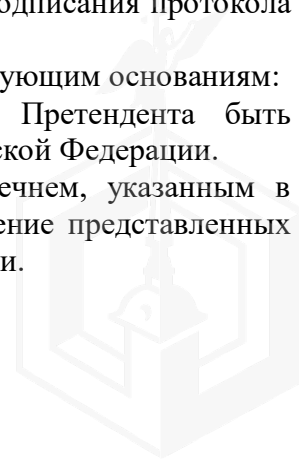 одписания протокола
ующим основаниям:
Претендента быть
ской Федерации.
ечнем, указанным в
ение представленных
и.